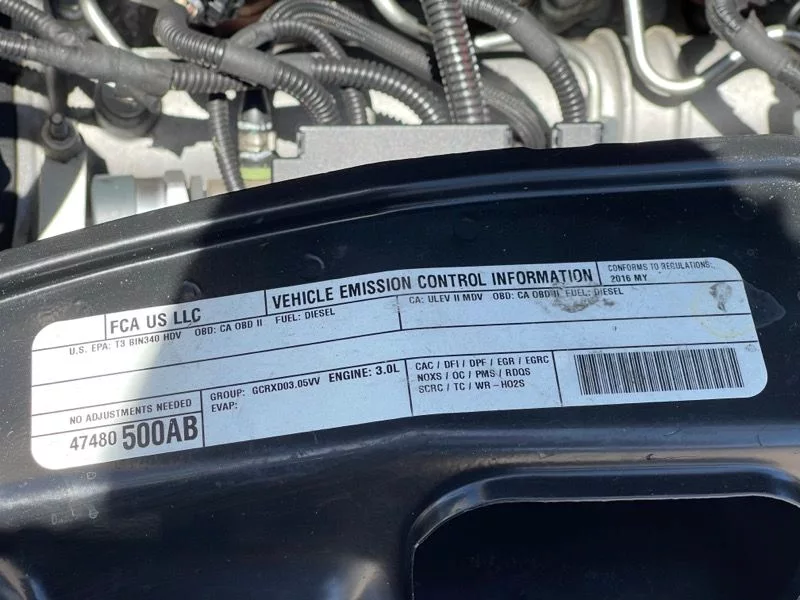 FCA US LLC
VEHICLE EMISSION CONTROL INFORMATION
CONFORMS TO REGULATIONS:
2016 MY
U.S. EPA: T3 BIN340 HDV OBD: CA OBD II FUEL: DIESEL
CA: ULEV II MDV OBD: CA OBD II FUEL: DIESEL
NO ADJUSTMENTS NEEDED
47480 500AB
GROUP: GCRXD03.05VV ENGINE: 3.0L
EVAP:
CAC / DFI / DPF / EGR / EGRC
NOXS / OC / PMS / RDQS
SCRC / TC / WR - HO2S